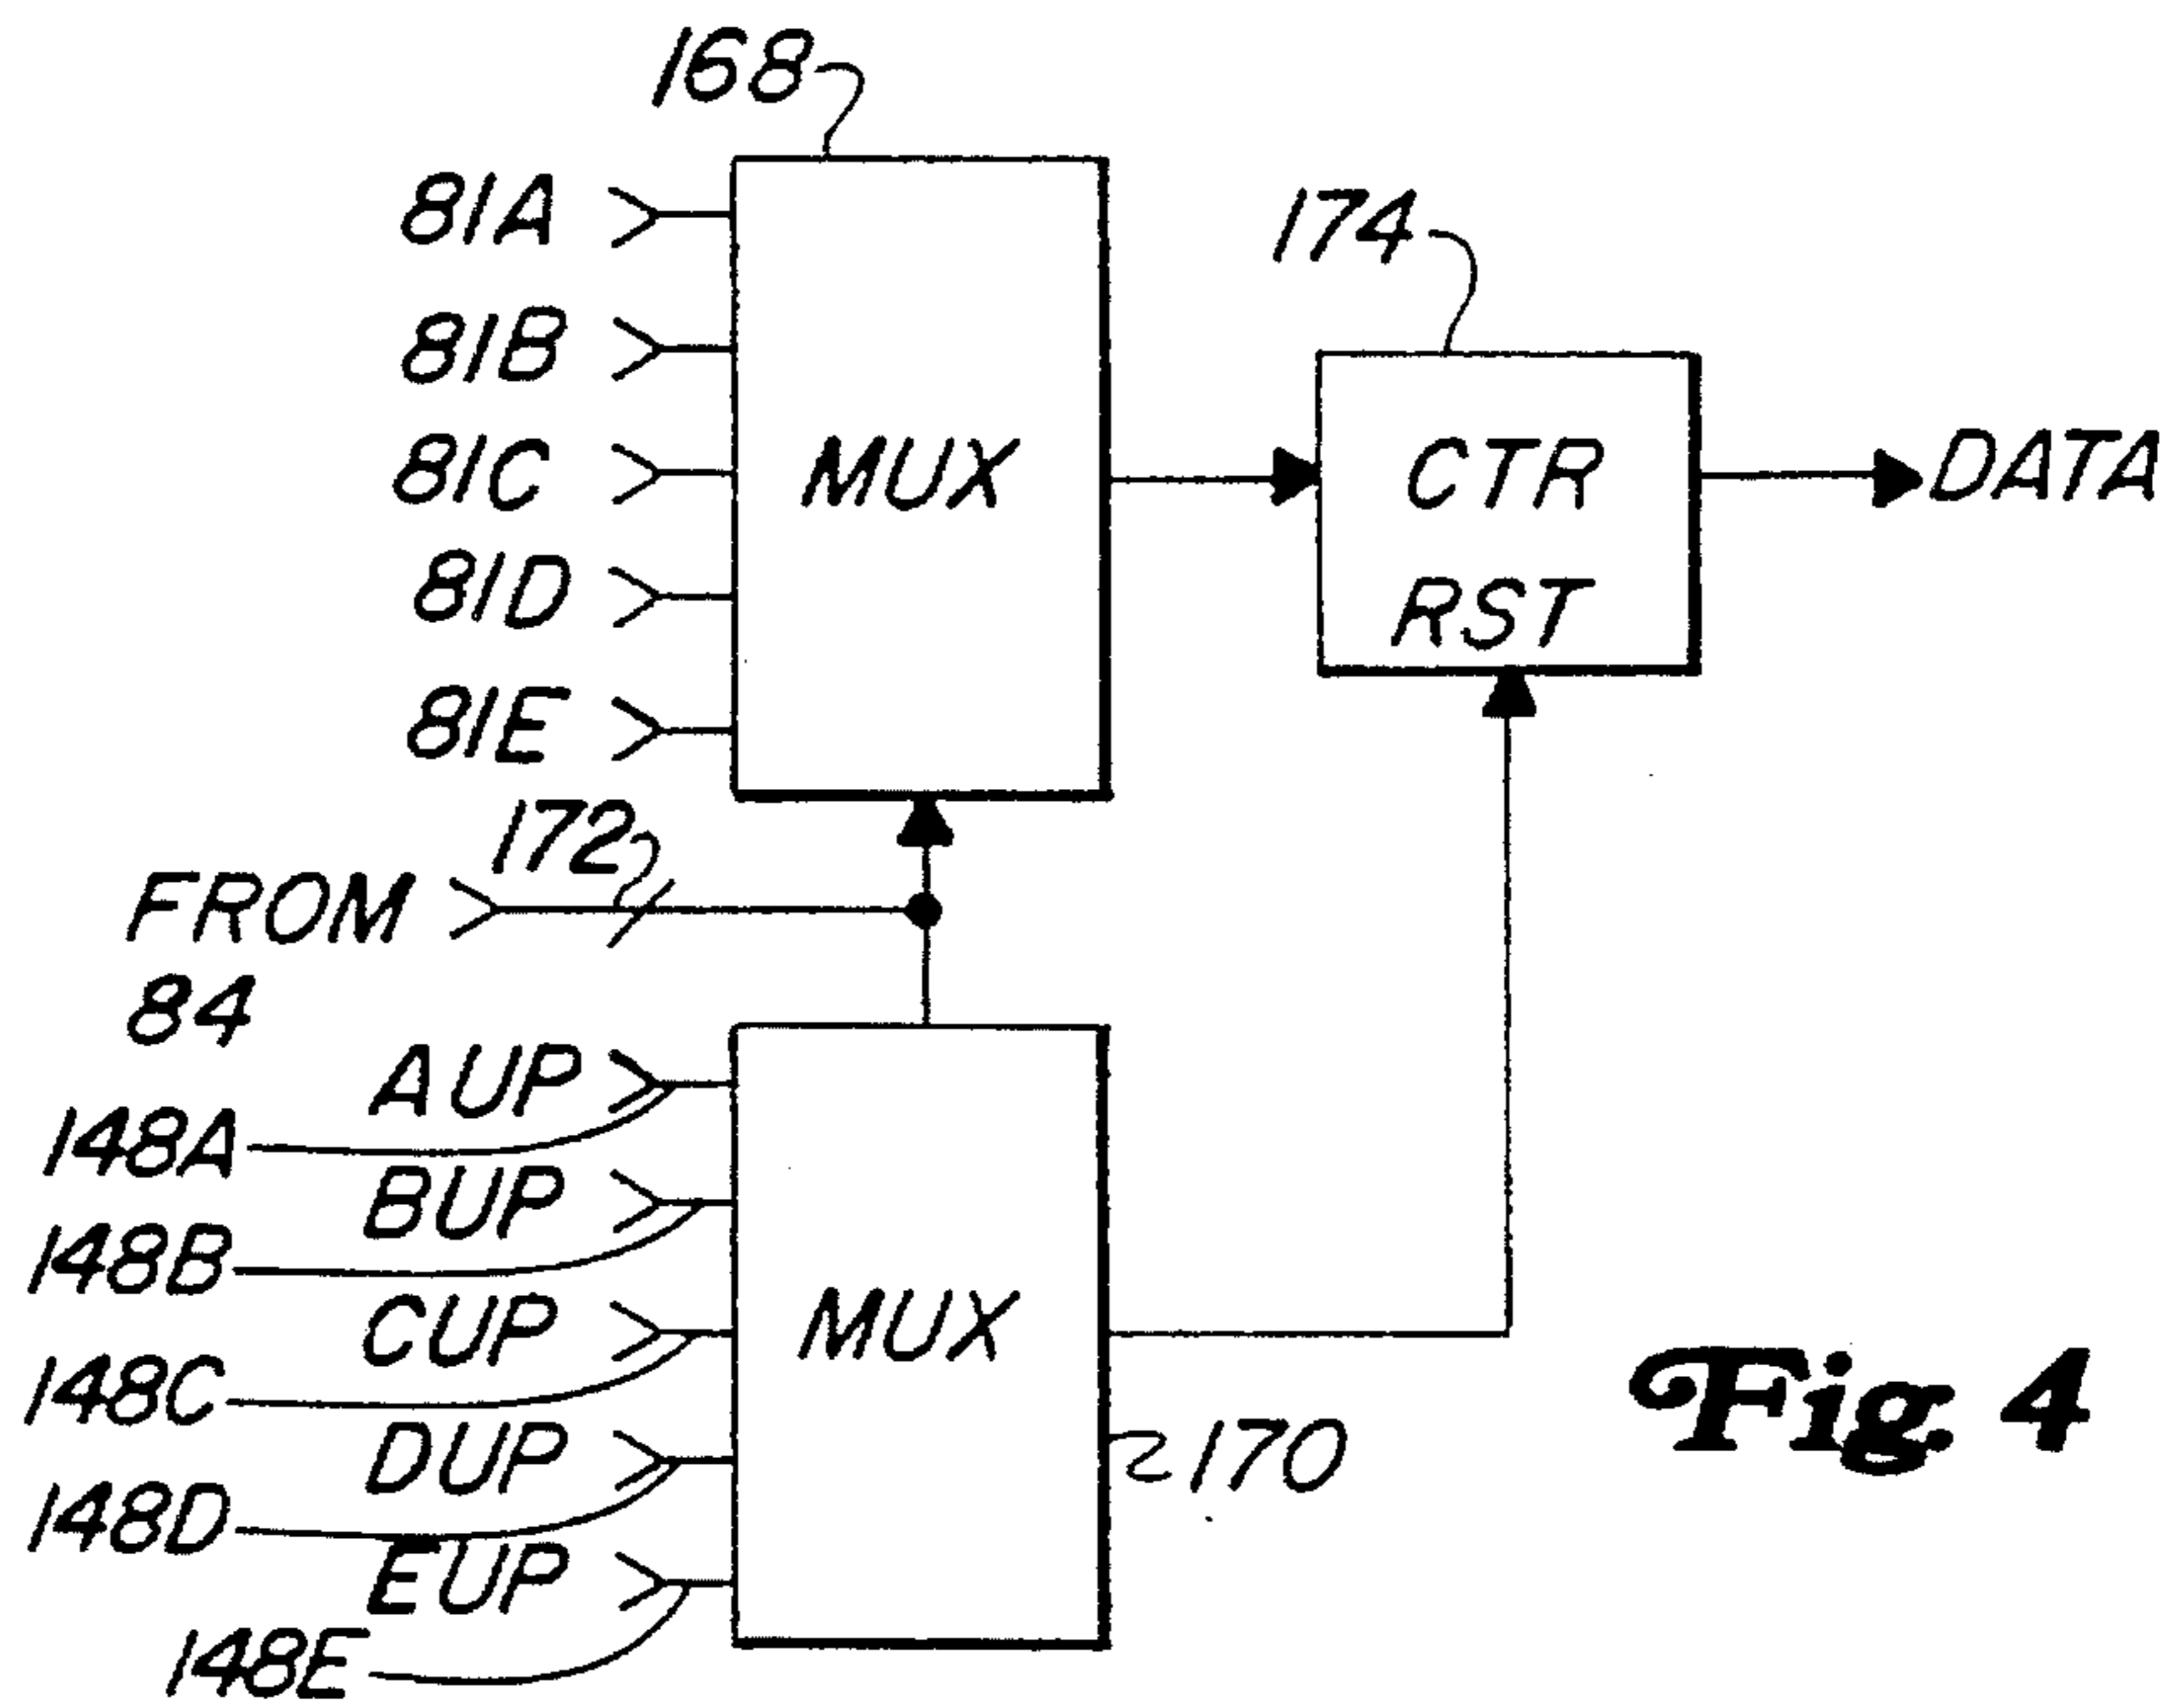 168
81A
174
81B
81C
MUX
CTR
DATA
81D
RST
81E
172
FROM
84
AUP
148A
BUP
148B
CUP
MUX
148C
DUP
170
Fig. 4
148D
EUP
148E